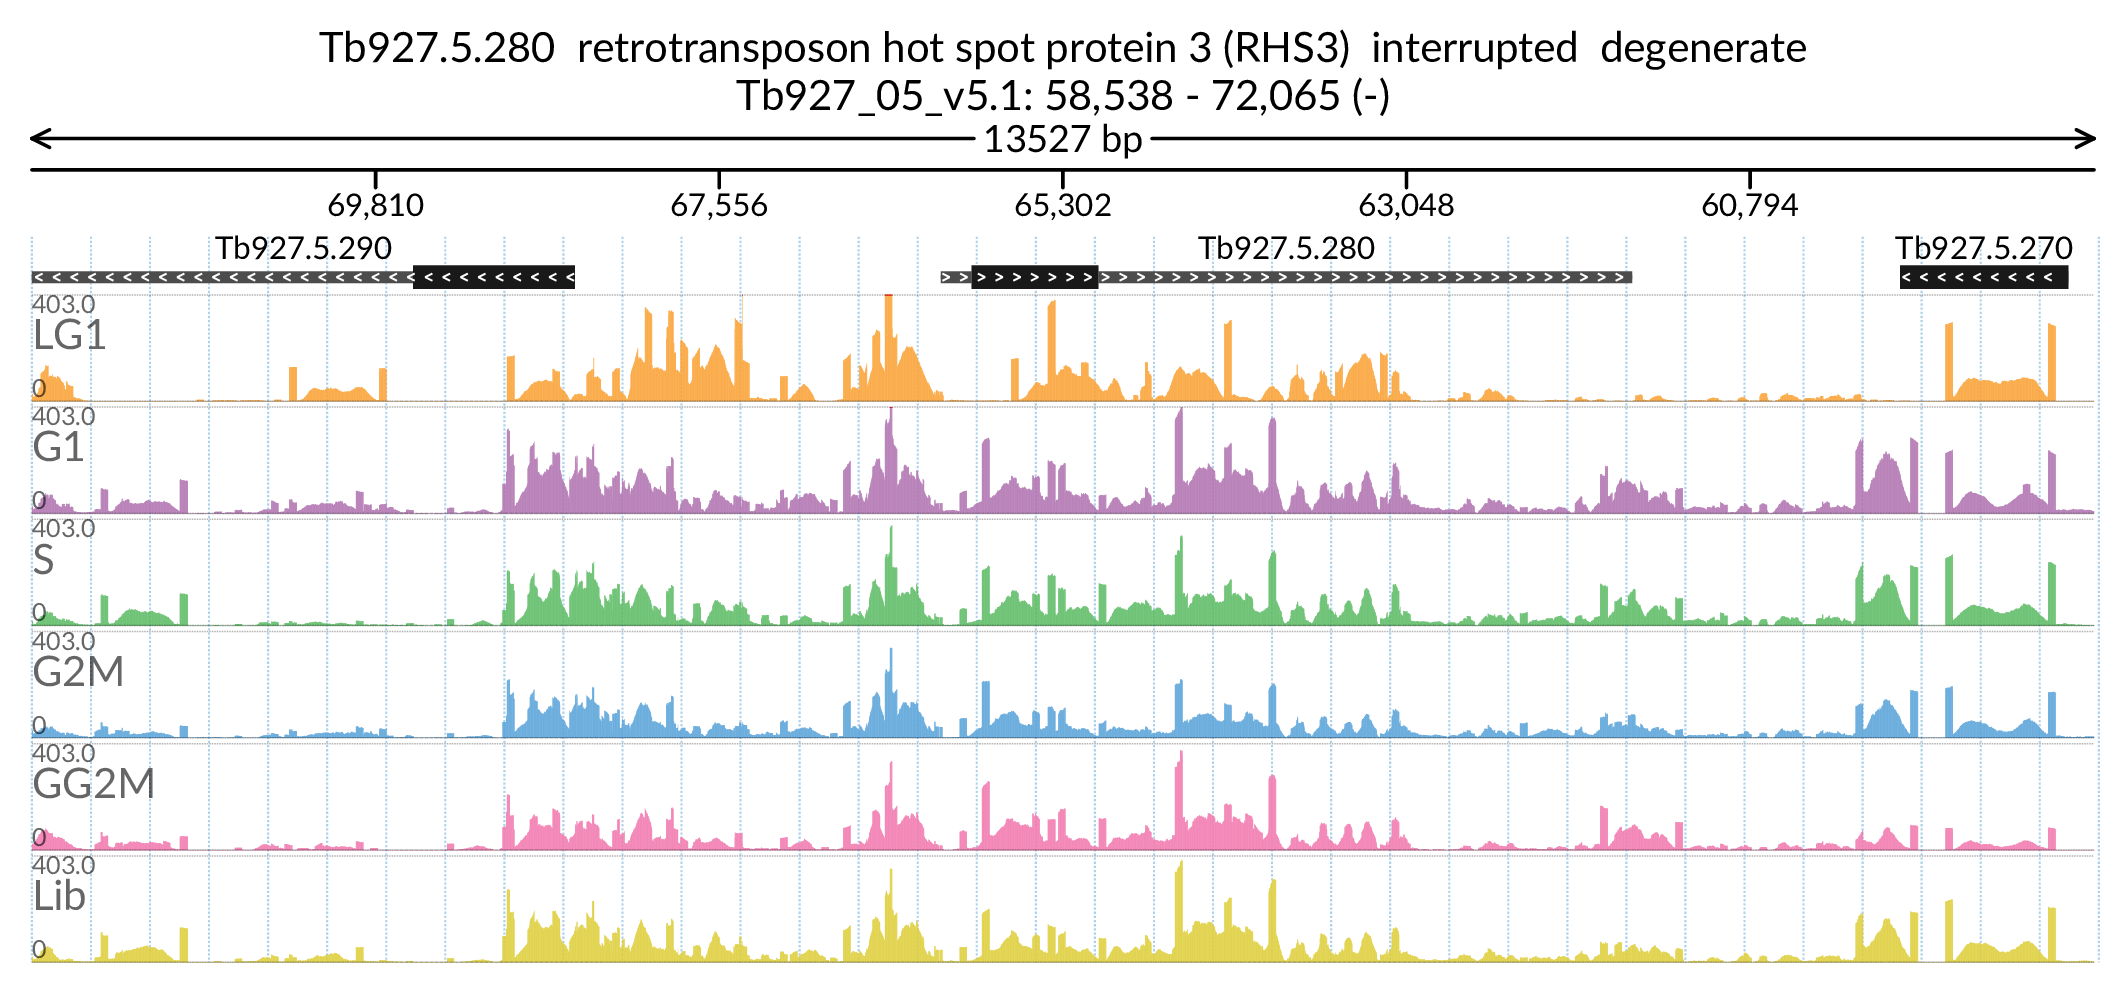 Tb927.5.280 retrotransposon hot spot protein 3 (RHS3) interrupted degenerate
Tb927_05_v5.1: 58,538 - 72,065 (-)
13527 bp
69,810 67,556 65,302 63,048 60,794
Tb927.5.290 Tb927.5.280 Tb927.5.270
403.0
LG1
0
403.0
G1
0
403.0
S
0
403.0
G2M
0
403.0
GG2M
0
403.0
Lib
0